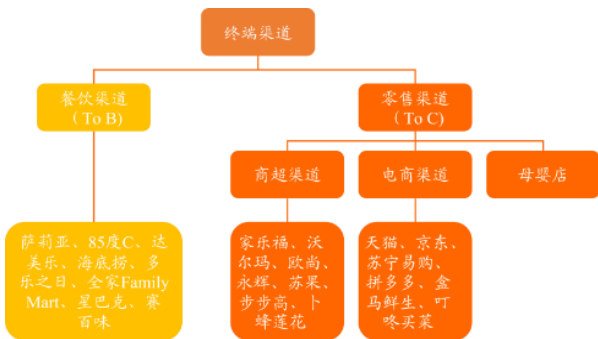 终端渠道
餐饮渠道
（To B)
零售渠道
（To C)
商超渠道
电商渠道
母婴店
萨莉亚、85度C、达
美乐、海底捞、多
乐之日、全家Family
Mart、星巴克、赛
百味
家乐福、沃
尔玛、欧尚、
永辉、苏果、
步步高、卜
蜂莲花
天猫、京东、
苏宁易购、
拼多多、盒
马鲜生、叮
咚买菜